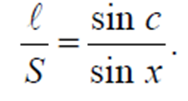 ℓ/S = sin c / sin x.